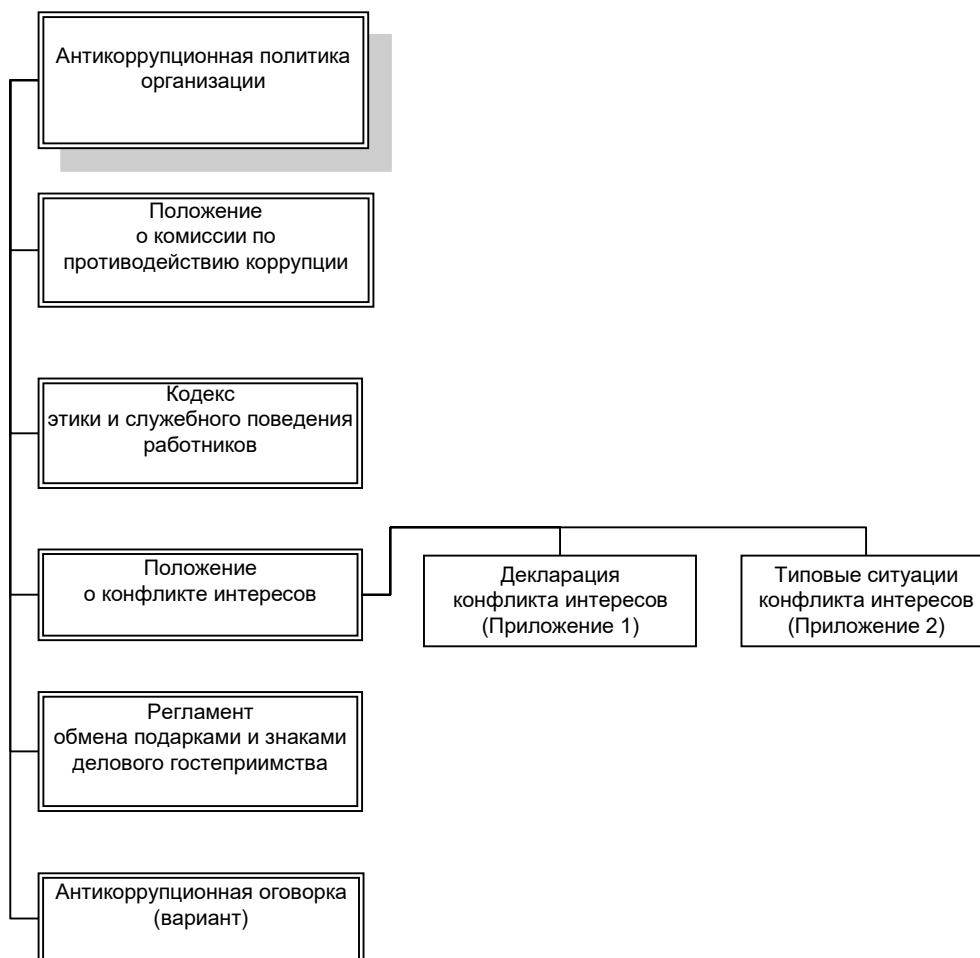 Антикоррупционная политика
организации
Положение
о комиссии по
противодействию коррупции
Кодекс
этики и служебного поведения
работников
Положение
о конфликте интересов
Декларация
конфликта интересов
(Приложение 1)
Типовые ситуации
конфликта интересов
(Приложение 2)
Регламент
обмена подарками и знаками
делового гостеприимства
Антикоррупционная оговорка
(вариант)